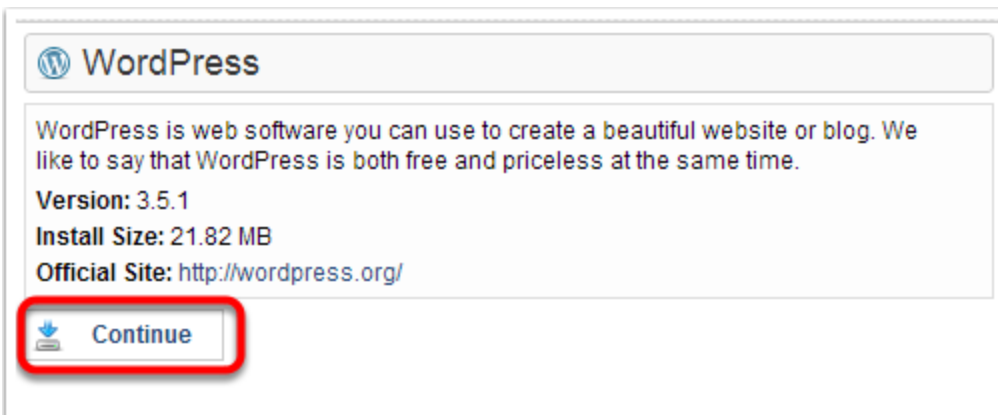 WordPress
WordPress is web software you can use to create a beautiful website or blog. We
like to say that WordPress is both free and priceless at the same time.
Version: 3.5.1
Install Size: 21.82 MB
Official Site: http://wordpress.org/
Continue